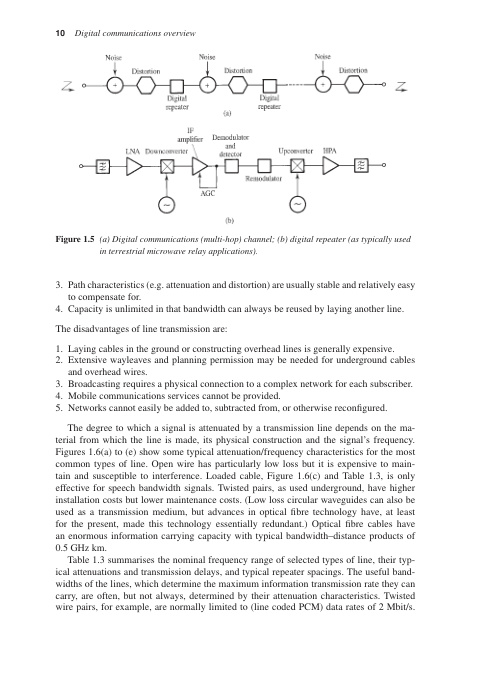 10 Digital communications overview
Noise Noise Noise
Distortion Distortion Distortion
+ + +
Digital repeater Digital repeater
(a)
IF amplifier
Demodulator and detector
LNA Downconverter Upconverter HPA
Remodulator
AGC
~ ~
(b)
Figure 1.5 (a) Digital communications (multi-hop) channel; (b) digital repeater (as typically used
in terrestrial microwave relay applications).
3. Path characteristics (e.g. attenuation and distortion) are usually stable and relatively easy
to compensate for.
4. Capacity is unlimited in that bandwidth can always be reused by laying another line.
The disadvantages of line transmission are:
1. Laying cables in the ground or constructing overhead lines is generally expensive.
2. Extensive wayleaves and planning permission may be needed for underground cables
and overhead wires.
3. Broadcasting requires a physical connection to a complex network for each subscriber.
4. Mobile communications services cannot be provided.
5. Networks cannot easily be added to, subtracted from, or otherwise reconfigured.
The degree to which a signal is attenuated by a transmission line depends on the ma-
terial from which the line is made, its physical construction and the signal's frequency.
Figures 1.6(a) to (e) show some typical attenuation/frequency characteristics for the most
common types of line. Open wire has particularly low loss but it is expensive to main-
tain and susceptible to interference. Loaded cable, Figure 1.6(c) and Table 1.3, is only
effective for speech bandwidth signals. Twisted pairs, as used underground, have higher
installation costs but lower maintenance costs. (Low loss circular waveguides can also be
used as a transmission medium, but advances in optical fibre technology have, at least
for the present, made this technology essentially redundant.) Optical fibre cables have
an enormous information carrying capacity with typical bandwidth–distance products of
0.5 GHz km.
Table 1.3 summarises the nominal frequency range of selected types of line, their typ-
ical attenuations and transmission delays, and typical repeater spacings. The useful band-
widths of the lines, which determine the maximum information transmission rate they can
carry, are often, but not always, determined by their attenuation characteristics. Twisted
wire pairs, for example, are normally limited to (line coded PCM) data rates of 2 Mbit/s.